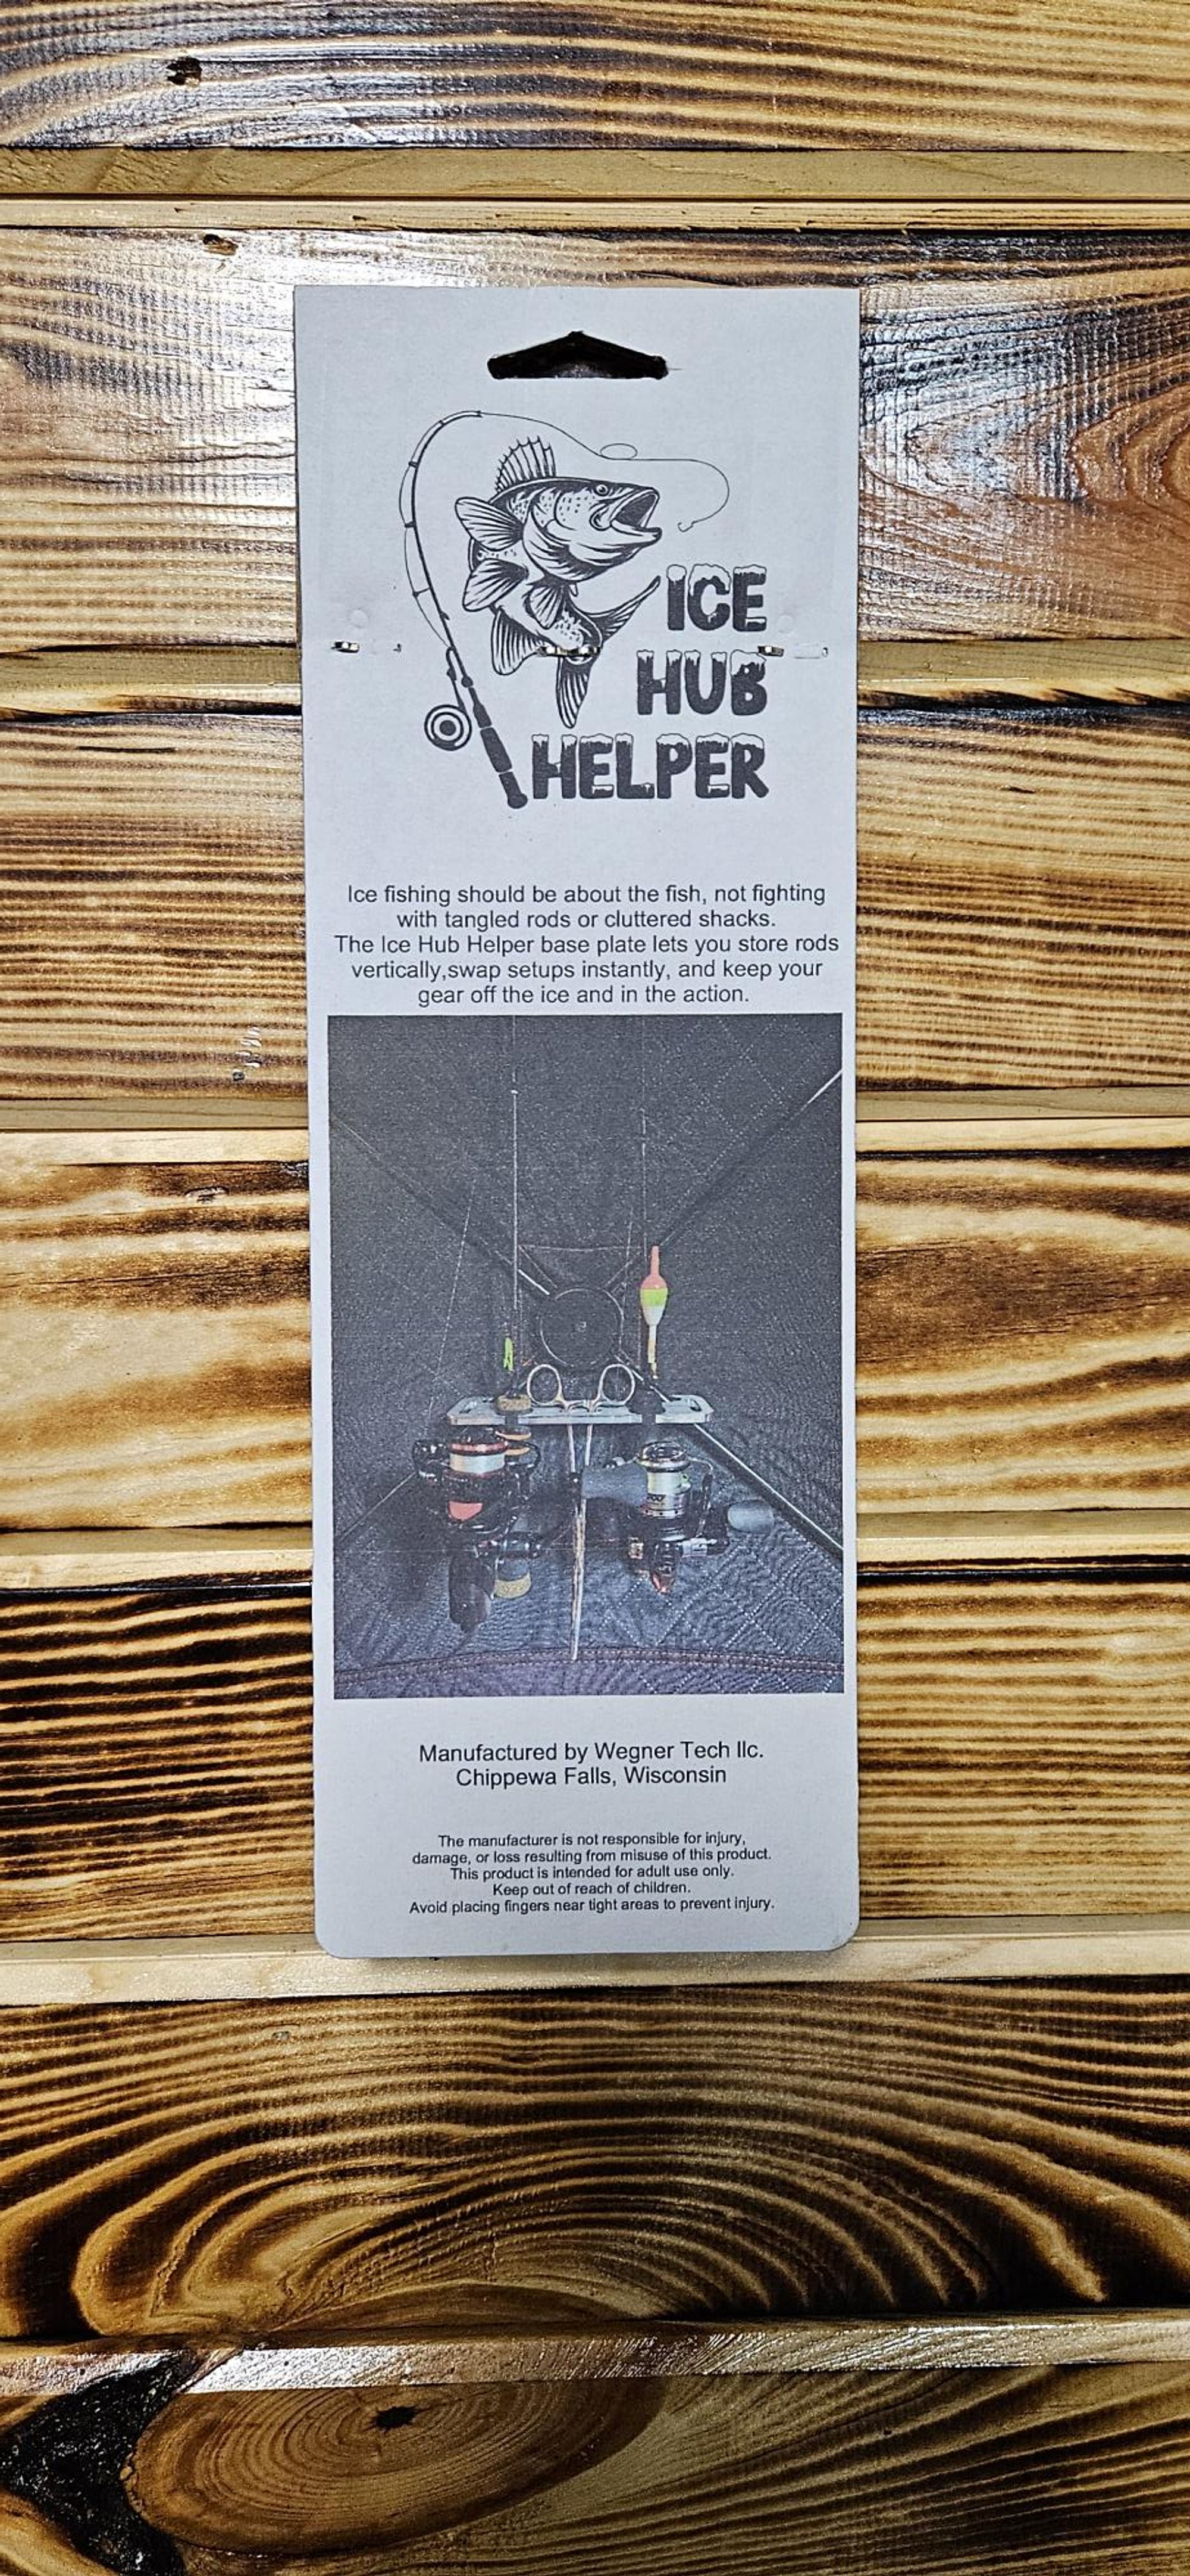 ICE
HUB
HELPER
Ice fishing should be about the fish, not fighting
with tangled rods or cluttered shacks.
The Ice Hub Helper base plate lets you store rods
vertically,swap setups instantly, and keep your
gear off the ice and in the action.
Manufactured by Wegner Tech llc.
Chippewa Falls, Wisconsin
The manufacturer is not responsible for injury,
damage, or loss resulting from misuse of this product.
This product is intended for adult use only.
Keep out of reach of children.
Avoid placing fingers near tight areas to prevent injury.